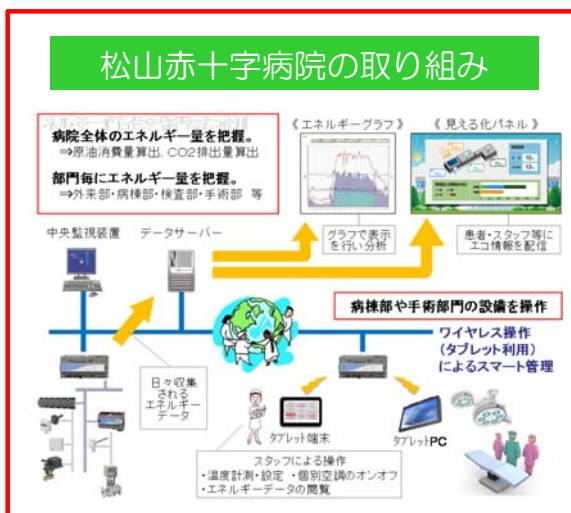 松山赤十字病院の取り組み
病院全体のエネルギー量を把握。
⇒原油消費量算出、CO2排出量算出
部門毎にエネルギー量を把握。
⇒外来部・病棟部・検査部・手術部 等
《 エネルギーグラフ 》
《 見える化パネル 》
グラフで表示
を行い分析
患者・スタッフ等に
エコ情報を配信
中央監視装置
データサーバー
病棟部や手術部門の設備を操作
ワイヤレス操作
(タブレット利用)
によるスマート管理
日々収集
される
エネルギー
データ
タブレット端末
タブレットPC
スタッフによる操作
・温度計測・設定 ・個別空調のオンオフ
・エネルギーデータの閲覧